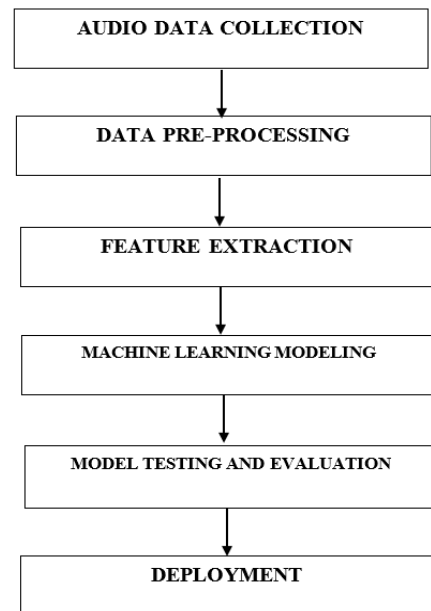 AUDIO DATA COLLECTION
DATA PRE-PROCESSING
FEATURE EXTRACTION
MACHINE LEARNING MODELING
MODEL TESTING AND EVALUATION
DEPLOYMENT